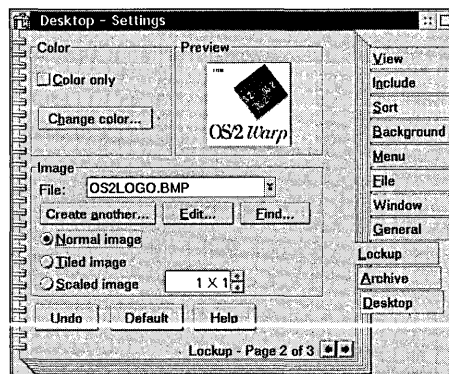 Desktop - Settings
Color
Color only
Change color...
Preview
IBM
OS/2 Warp
Image
File: OS2LOGO.BMP
Create another... Edit... Find...
Normal image
Tiled image
Scaled image 1 X 1
Undo Default Help
Lockup - Page 2 of 3
View
Include
Sort
Background
Menu
File
Window
General
Lockup
Archive
Desktop